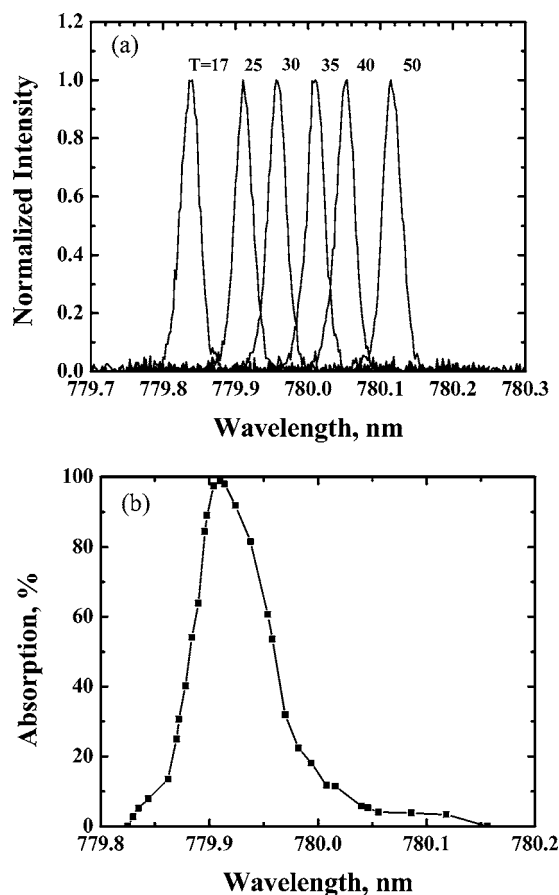 (a)
T=17 25 30 35 40 50
1.0
0.8
0.6
0.4
0.2
0.0
Normalized Intensity
779.7 779.8 779.9 780.0 780.1 780.2 780.3
Wavelength, nm
(b)
100
80
60
40
20
0
Absorption, %
779.8 779.9 780.0 780.1 780.2
Wavelength, nm